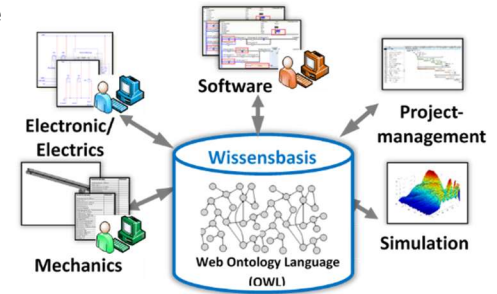 e
Software
Electronic/
Electrics
Project-
management
Wissensbasis
Mechanics
Simulation
Web Ontology Language
(OWL)